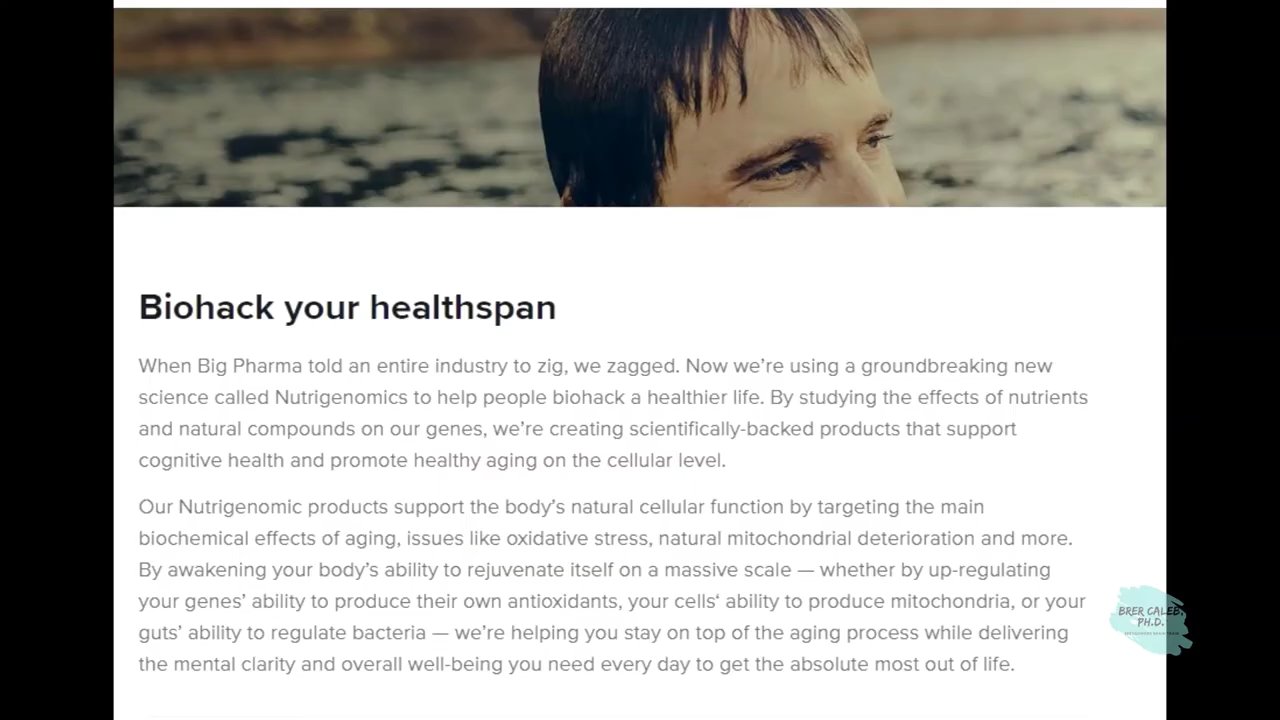 Biohack your healthspan
When Big Pharma told an entire industry to zig, we zagged. Now we're using a groundbreaking new
science called Nutrigenomics to help people biohack a healthier life. By studying the effects of nutrients
and natural compounds on our genes, we're creating scientifically-backed products that support
cognitive health and promote healthy aging on the cellular level.
Our Nutrigenomic products support the body's natural cellular function by targeting the main
biochemical effects of aging, issues like oxidative stress, natural mitochondrial deterioration and more.
By awakening your body's ability to rejuvenate itself on a massive scale — whether by up-regulating
your genes' ability to produce their own antioxidants, your cells‘ ability to produce mitochondria, or your
guts' ability to regulate bacteria — we're helping you stay on top of the aging process while delivering
the mental clarity and overall well-being you need every day to get the absolute most out of life.
BRER CALEB,
PH.D.